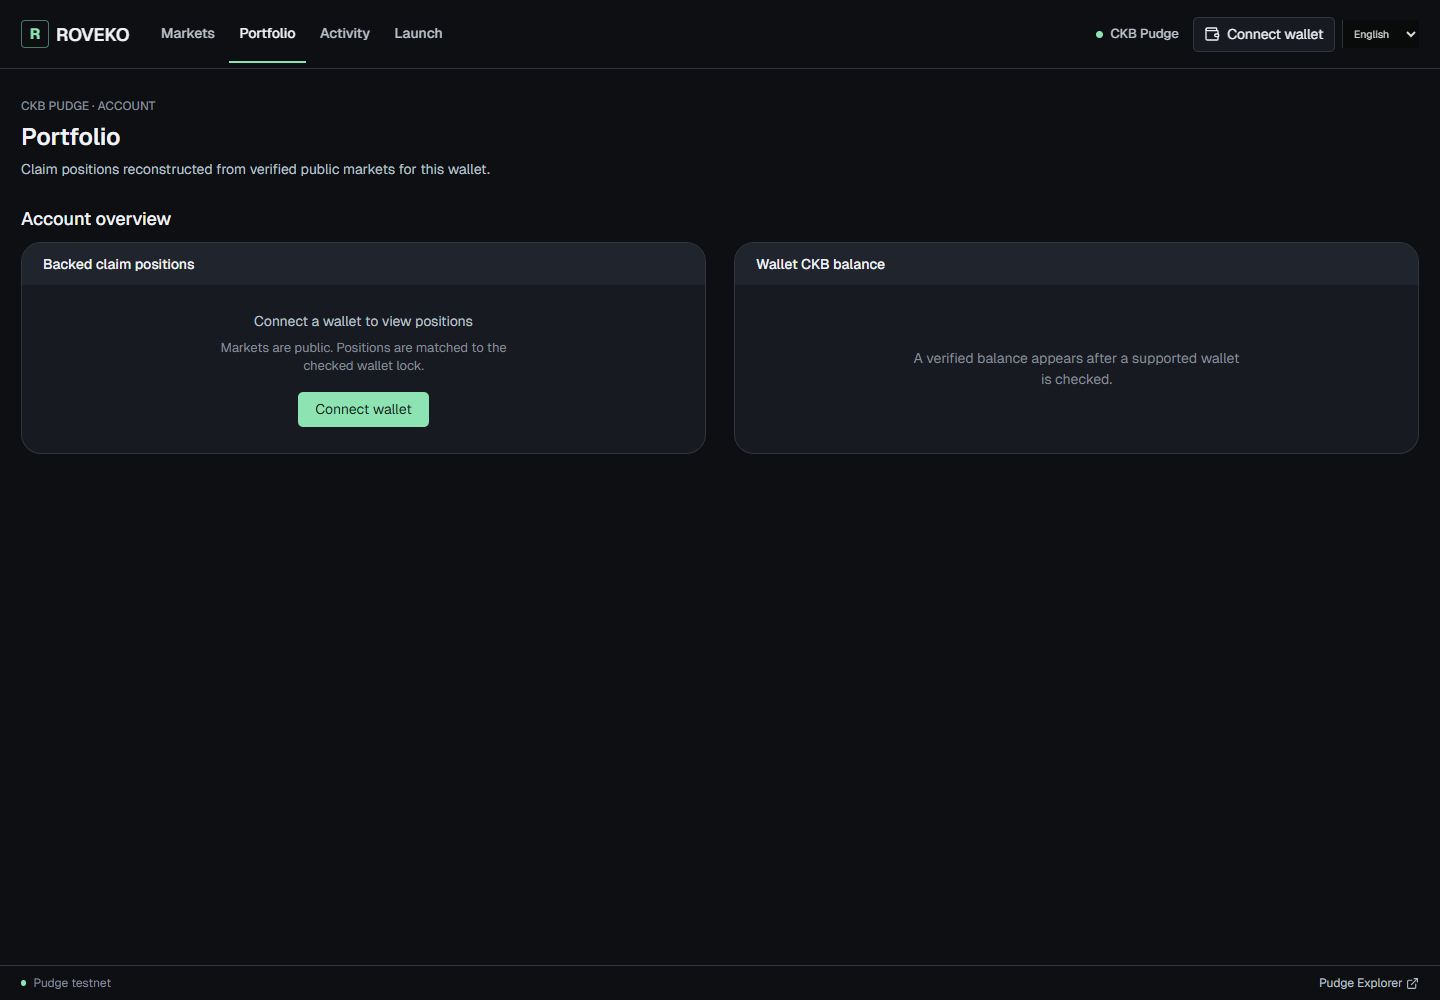 R ROVEKO Markets Portfolio Activity Launch CKB Pudge Connect wallet English
CKB PUDGE · ACCOUNT
Portfolio
Claim positions reconstructed from verified public markets for this wallet.
Account overview
Backed claim positions
Connect a wallet to view positions
Markets are public. Positions are matched to the
checked wallet lock.
Connect wallet
Wallet CKB balance
A verified balance appears after a supported wallet
is checked.
Pudge testnet
Pudge Explorer